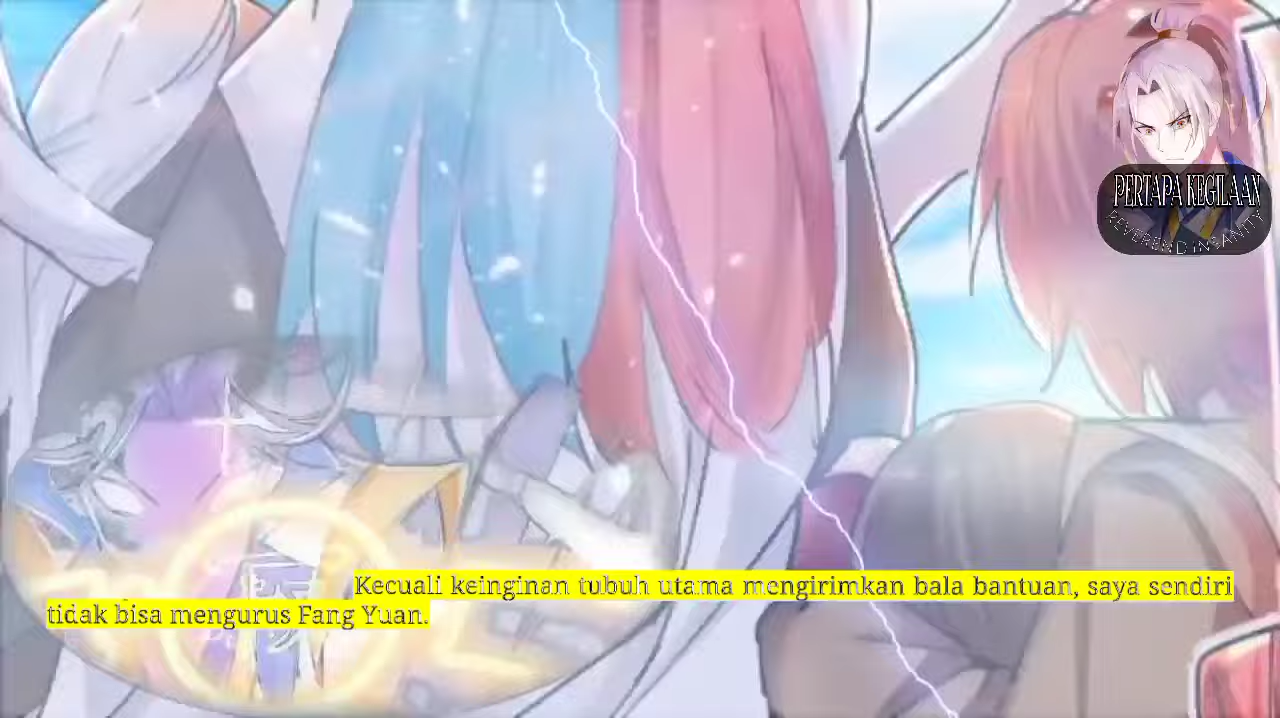 PERTAPA KEGILAAN
REVEREND INSANITY
Kecuali keinginan tubuh utama mengirimkan bala bantuan, saya sendiri
tidak bisa mengurus Fang Yuan.